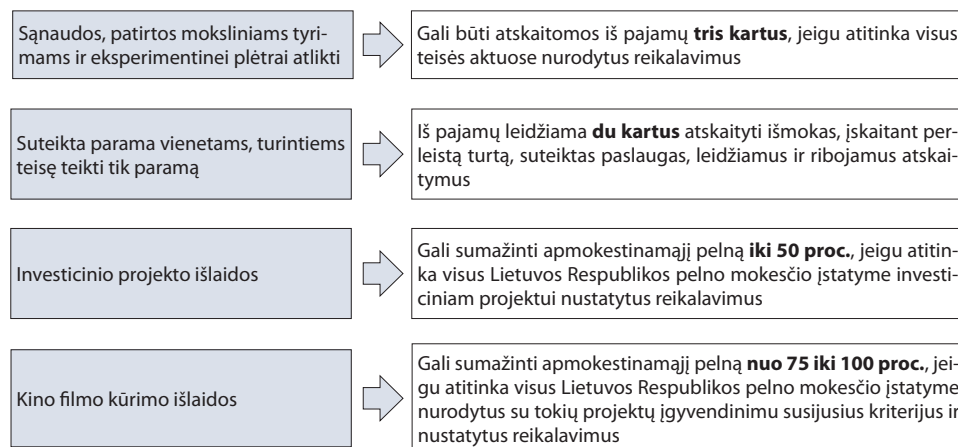 Sąnaudos, patirtos moksliniams tyri-
mams ir eksperimentinei plėtrai atlikti
Gali būti atskaitomos iš pajamų tris kartus, jeigu atitinka visus
teisės aktuose nurodytus reikalavimus
Suteikta parama vienetams, turintiems
teisę teikti tik paramą
Iš pajamų leidžiama du kartus atskaityti išmokas, įskaitant per-
leistą turtą, suteiktas paslaugas, leidžiamus ir ribojamus atskai-
tymus
Investicinio projekto išlaidos
Gali sumažinti apmokestinamąjį pelną iki 50 proc., jeigu atitin-
ka visus Lietuvos Respublikos pelno mokesčio įstatyme investi-
ciniam projektui nustatytus reikalavimus
Kino filmo kūrimo išlaidos
Gali sumažinti apmokestinamąjį pelną nuo 75 iki 100 proc., jei-
gu atitinka visus Lietuvos Respublikos pelno mokesčio įstatyme
nurodytus su tokių projektų įgyvendinimu susijusius kriterijus ir
nustatytus reikalavimus